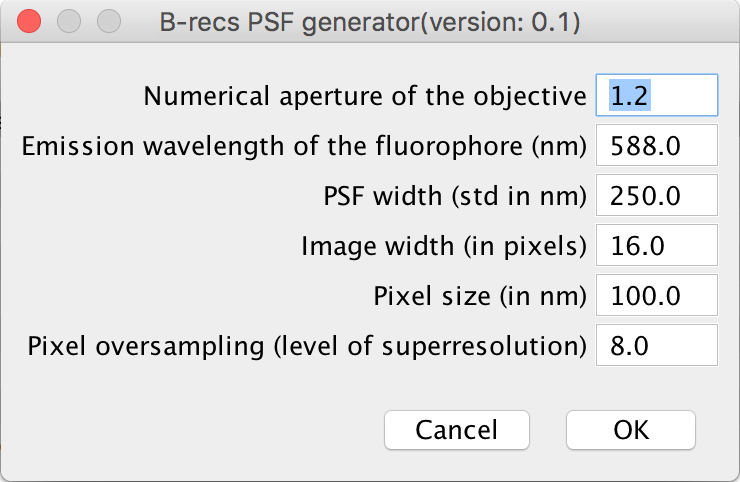 B-recs PSF generator(version: 0.1)
Numerical aperture of the objective 1.2
Emission wavelength of the fluorophore (nm) 588.0
PSF width (std in nm) 250.0
Image width (in pixels) 16.0
Pixel size (in nm) 100.0
Pixel oversampling (level of superresolution) 8.0
Cancel OK